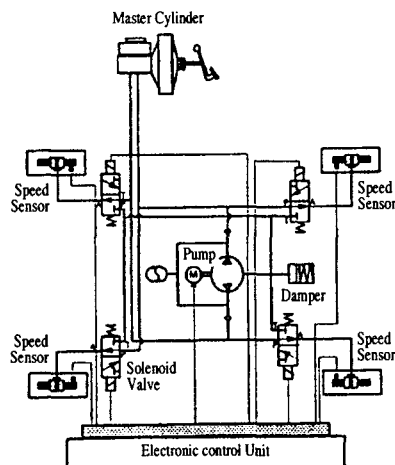 Master Cylinder
Speed
Sensor
Speed
Sensor
Pump
M
Damper
Speed
Sensor
Solenoid
Valve
Speed
Sensor
Electronic control Unit